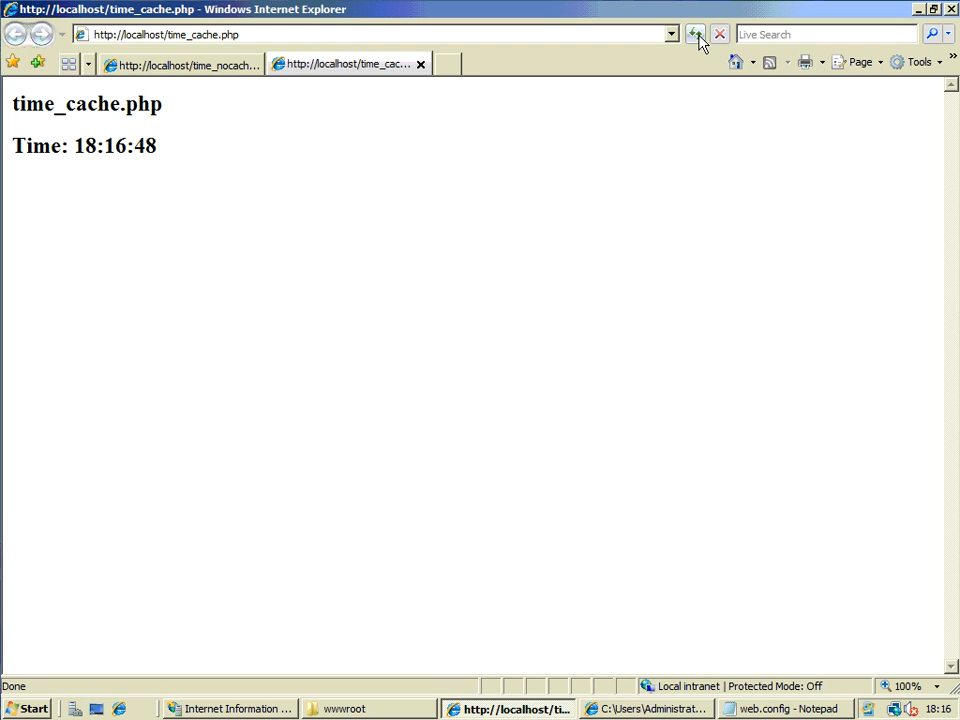 http://localhost/time_cache.php - Windows Internet Explorer
http://localhost/time_cache.php
Live Search
http://localhost/time_nocach...
http://localhost/time_cac...
Page
Tools
time_cache.php
Time: 18:16:48
Done
Local intranet | Protected Mode: Off
100%
Start
Internet Information ...
wwwroot
http://localhost/ti...
C:\Users\Administrat...
web.config - Notepad
18:16